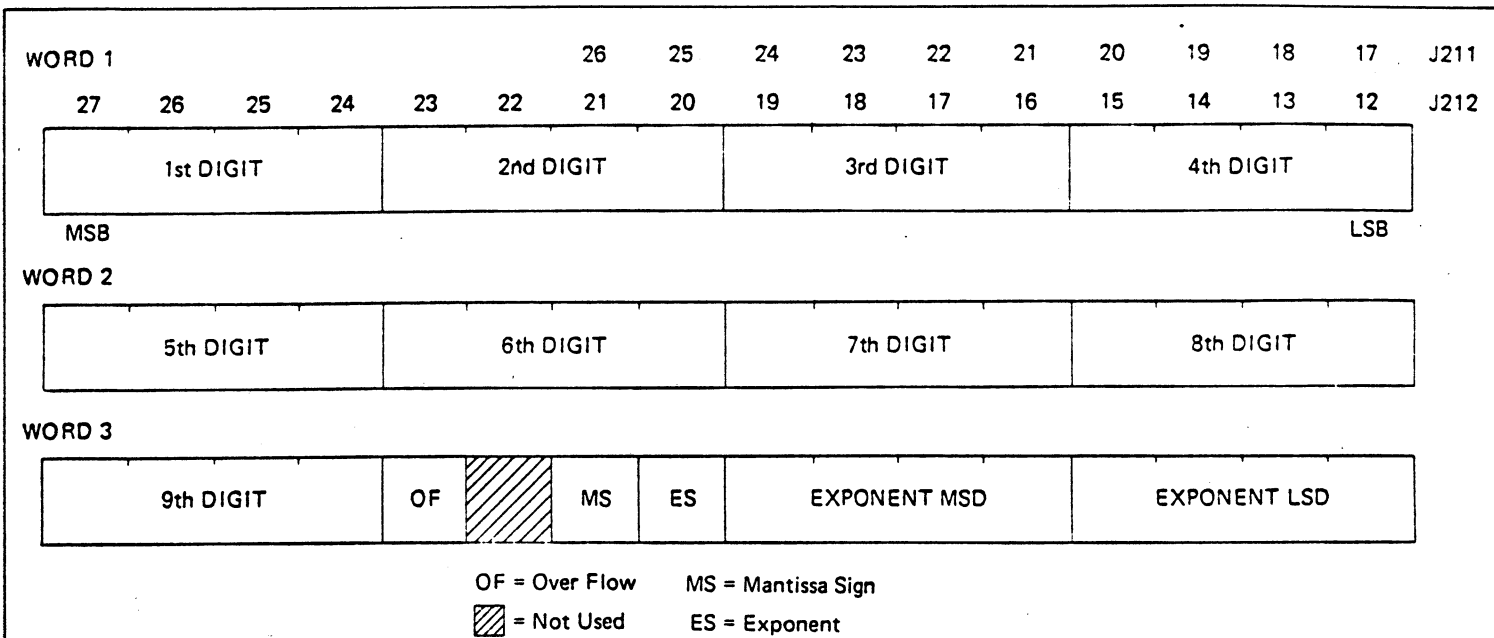 WORD 1 26 25 24 23 22 21 20 19 18 17 J211
27 26 25 24 23 22 21 20 19 18 17 16 15 14 13 12 J212
1st DIGIT 2nd DIGIT 3rd DIGIT 4th DIGIT
MSB LSB
WORD 2
5th DIGIT 6th DIGIT 7th DIGIT 8th DIGIT
WORD 3
9th DIGIT OF MS ES EXPONENT MSD EXPONENT LSD
OF = Over Flow MS = Mantissa Sign
= Not Used ES = Exponent